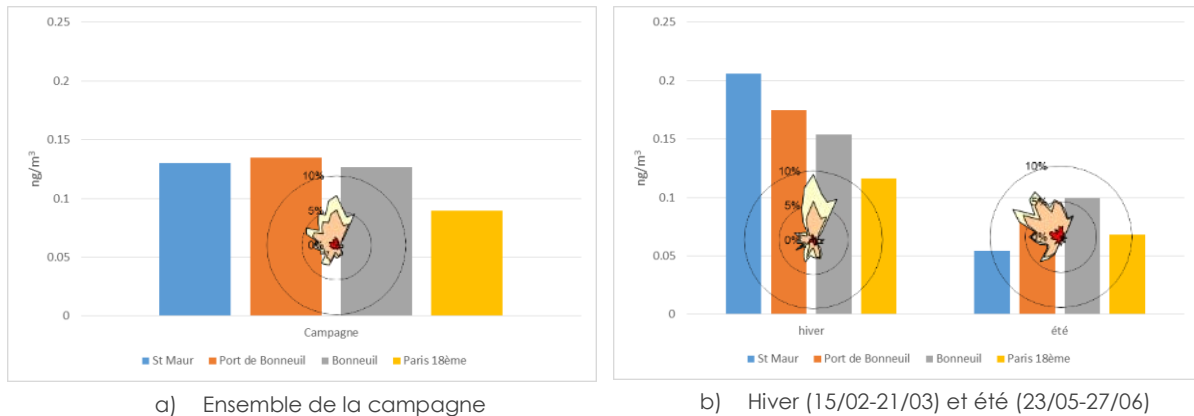 0.25
0.2
0.15
0.1
0.05
0
ng/m³
10%
5%
0%
Campagne
St Maur Port de Bonneuil Bonneuil Paris 18ème
a) Ensemble de la campagne
0.25
0.2
0.15
0.1
0.05
0
ng/m³
10%
5%
0%
10%
5%
0%
hiver été
St Maur Port de Bonneuil Bonneuil Paris 18ème
b) Hiver (15/02-21/03) et été (23/05-27/06)